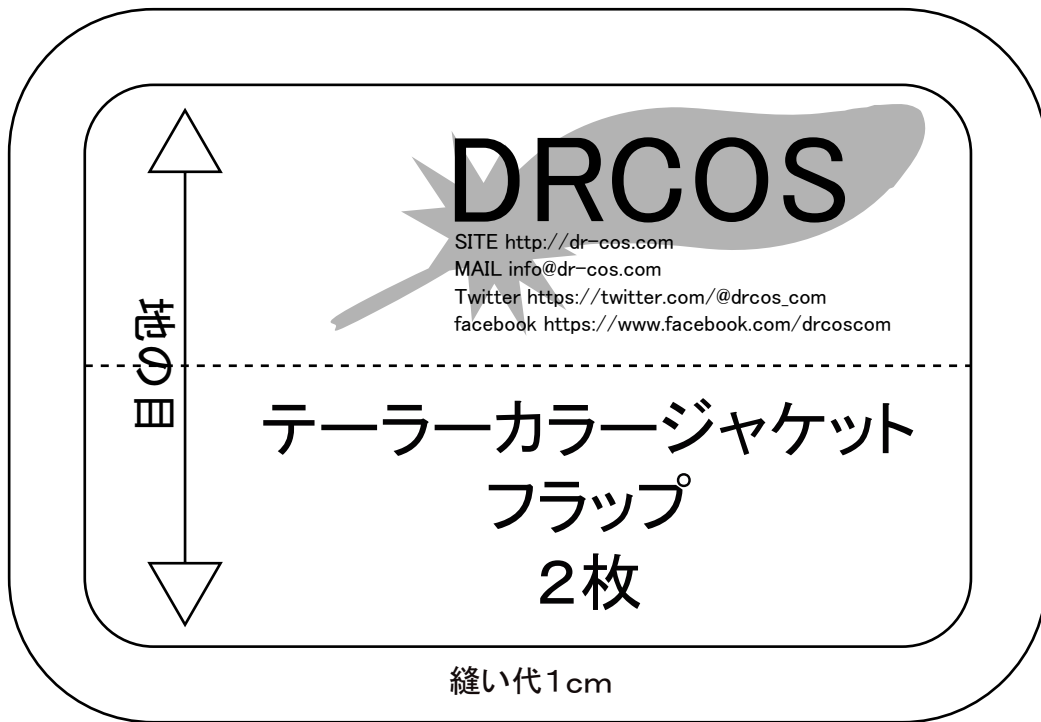 DRCOS
SITE http://dr-cos.com
MAIL info@dr-cos.com
Twitter https://twitter.com/@drcos_com
facebook https://www.facebook.com/drcoscom
地の目
テーラーカラージャケット
フラップ
２枚
縫い代1cm